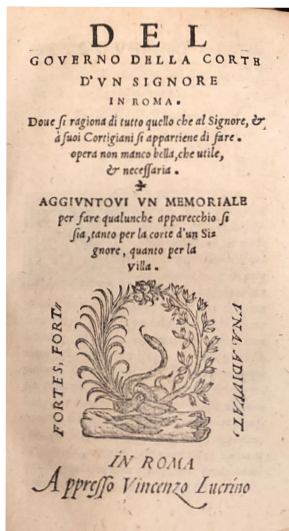 DEL
GOVERNO DELLA CORTE
D'VN SIGNORE
IN ROMA.
Doue ſi ragiona di tutto quello che al Signore, &
à ſuoi Cortigiani ſi appartiene di fare.
opera non manco bella, che utile,
& neceſſaria.
AGGIVNTOVI VN MEMORIALE
per fare qualunche apparecchio ſi
ſia, tanto per la corte d'un Si-
gnore, quanto per la
Villa.
FORTES, FORT-
VNA, ADIVVAT,
IN ROMA
Appreſſo Vincenzo Lucrino